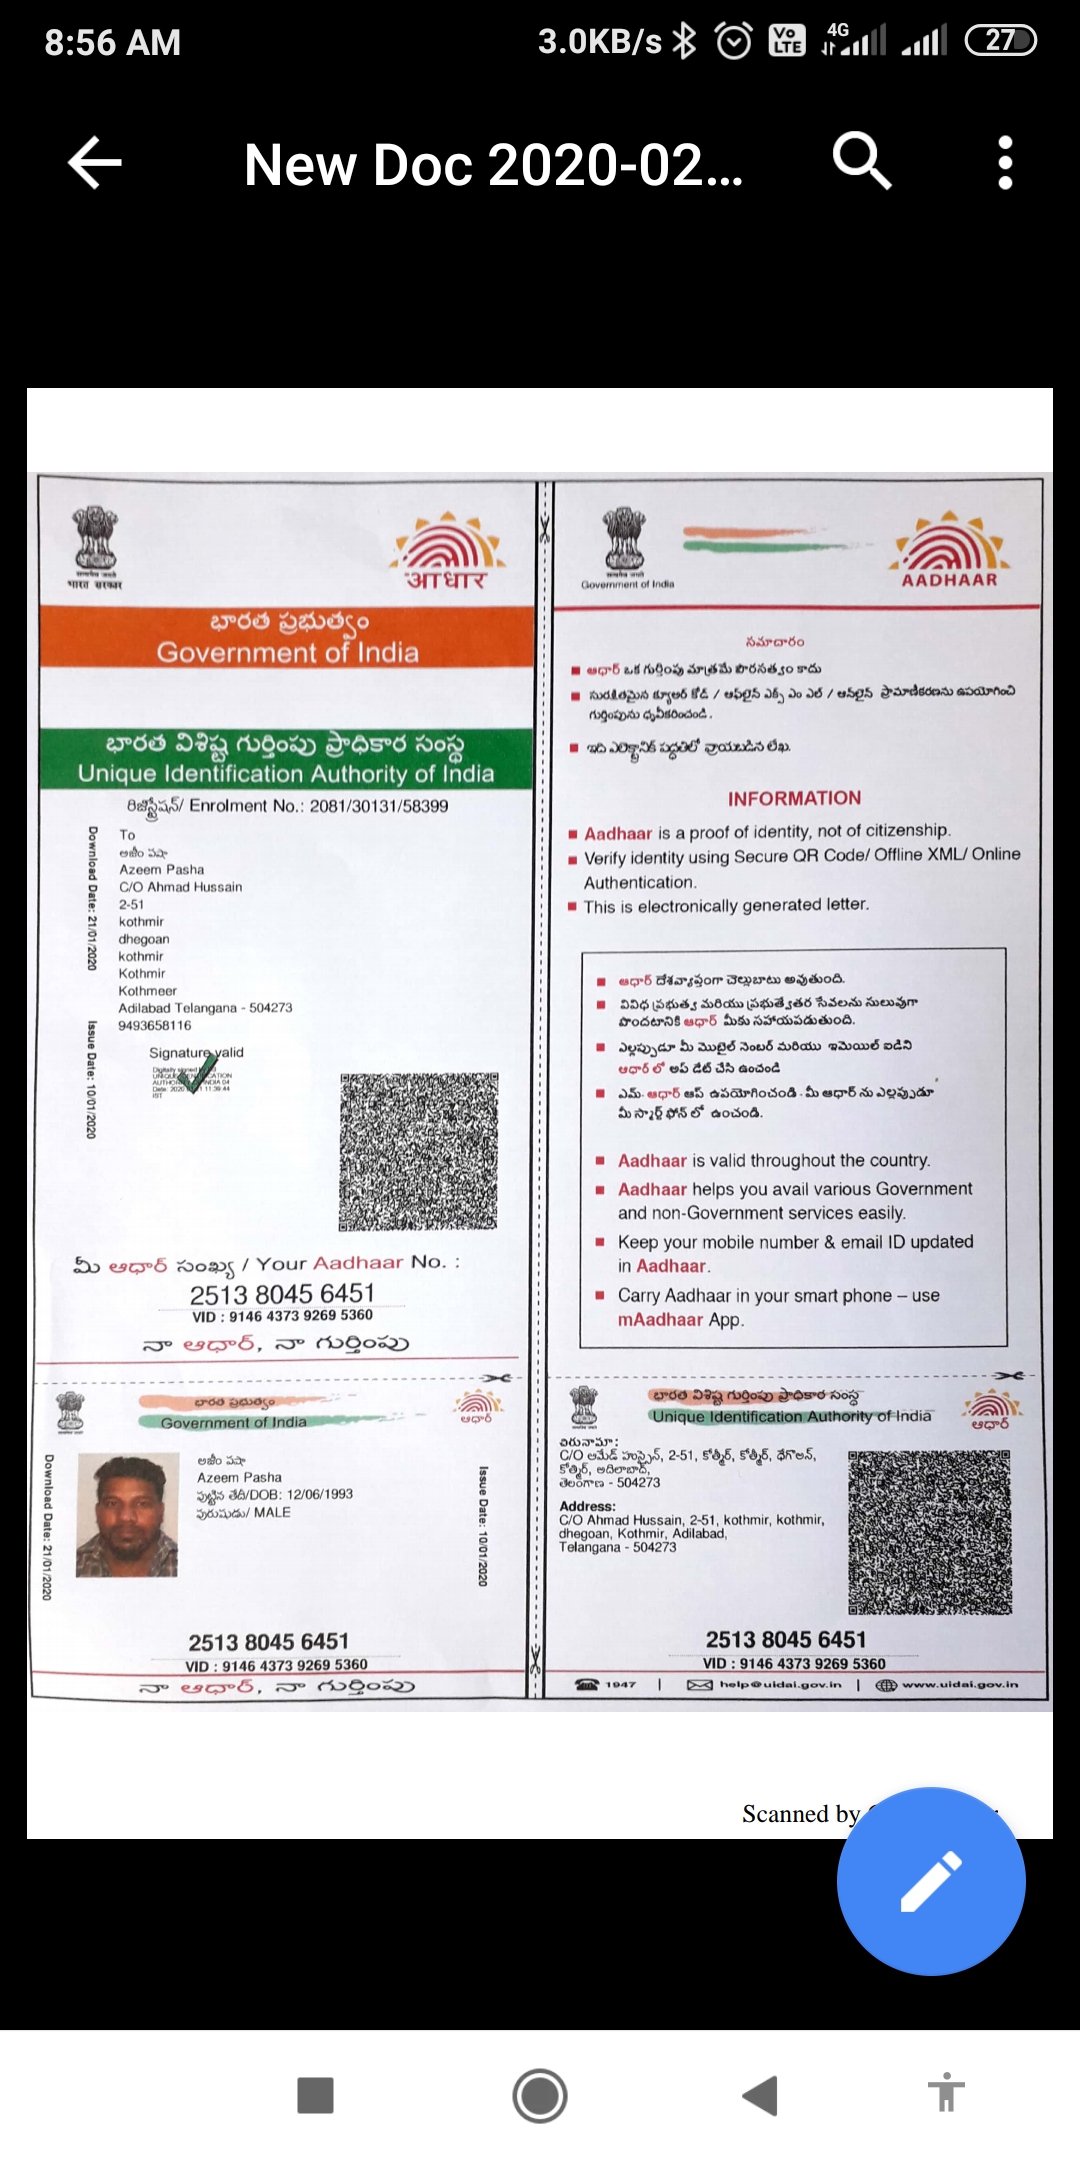 8:56 AM
3.0KB/s
Vo LTE
4G
27
New Doc 2020-02...
भारत सरकार
आधार
భారత ప్రభుత్వం
Government of India
భారత విశిష్ట గుర్తింపు ప్రాధికార సంస్థ
Unique Identification Authority of India
రిజిస్ట్రేషన్/ Enrolment No.: 2081/30131/58399
Download Date: 21/01/2020
Issue Date: 10/01/2020
To
అజీం పషా
Azeem Pasha
C/O Ahmad Hussain
2-51
kothmir
dhegoan
kothmir
Kothmir
Kothmeer
Adilabad Telangana - 504273
9493658116
Signature valid
మీ ఆధార్ సంఖ్య / Your Aadhaar No. :
2513 8045 6451
VID : 9146 4373 9269 5360
నా ఆధార్, నా గుర్తింపు
Government of India
AADHAAR
సమాచారం
ఆధార్ ఒక గుర్తింపు మాత్రమే పౌరసత్వం కాదు
సురక్షితమైన క్యూఆర్ కోడ్ / ఆఫ్‌లైన్ ఎక్స్ ఎం ఎల్ / ఆన్‌లైన్ ప్రామాణికరణను ఉపయోగించి
గుర్తింపును ధృవీకరించండి.
ఇది ఎలక్ట్రానిక్ పద్ధతిలో వ్రాయబడిన లేఖ.
INFORMATION
Aadhaar is a proof of identity, not of citizenship.
Verify identity using Secure QR Code/ Offline XML/ Online
Authentication.
This is electronically generated letter.
ఆధార్ దేశవ్యాప్తంగా చెల్లుబాటు అవుతుంది.
వివిధ ప్రభుత్వ మరియు ప్రభుత్వేతర సేవలను సులువుగా
పొందటానికి ఆధార్ మీకు సహాయపడుతుంది.
ఎల్లప్పుడూ మీ మొబైల్ నెంబర్ మరియు ఇమెయిల్ ఐడిని
ఆధార్ లో అప్ డేట్ చేసి ఉంచండి
ఎమ్- ఆధార్ ఆప్ ఉపయోగించండి - మీ ఆధార్ ను ఎల్లప్పుడూ
మీ స్మార్ట్ ఫోన్ లో ఉంచండి.
Aadhaar is valid throughout the country.
Aadhaar helps you avail various Government
and non-Government services easily.
Keep your mobile number & email ID updated
in Aadhaar.
Carry Aadhaar in your smart phone – use
mAadhaar App.
భారత ప్రభుత్వం
Government of India
ఆధార్
Download Date: 21/01/2020
అజీం పషా
Azeem Pasha
పుట్టిన తేదీ/DOB: 12/06/1993
పురుషుడు/ MALE
Issue Date: 10/01/2020
2513 8045 6451
VID : 9146 4373 9269 5360
నా ఆధార్, నా గుర్తింపు
భారత విశిష్ట గుర్తింపు ప్రాధికార సంస్థ
Unique Identification Authority of India
ఆధార్
చిరునామా:
C/O అహ్మద్ హుస్సైన్, 2-51, కోత్మీర్, కోత్మీర్, ధేగొఅన్,
కోత్మీర్, అదిలాబాద్,
తెలంగాణ - 504273
Address:
C/O Ahmad Hussain, 2-51, kothmir, kothmir,
dhegoan, Kothmir, Adilabad,
Telangana - 504273
2513 8045 6451
VID : 9146 4373 9269 5360
1947
help@uidai.gov.in
www.uidai.gov.in
Scanned by